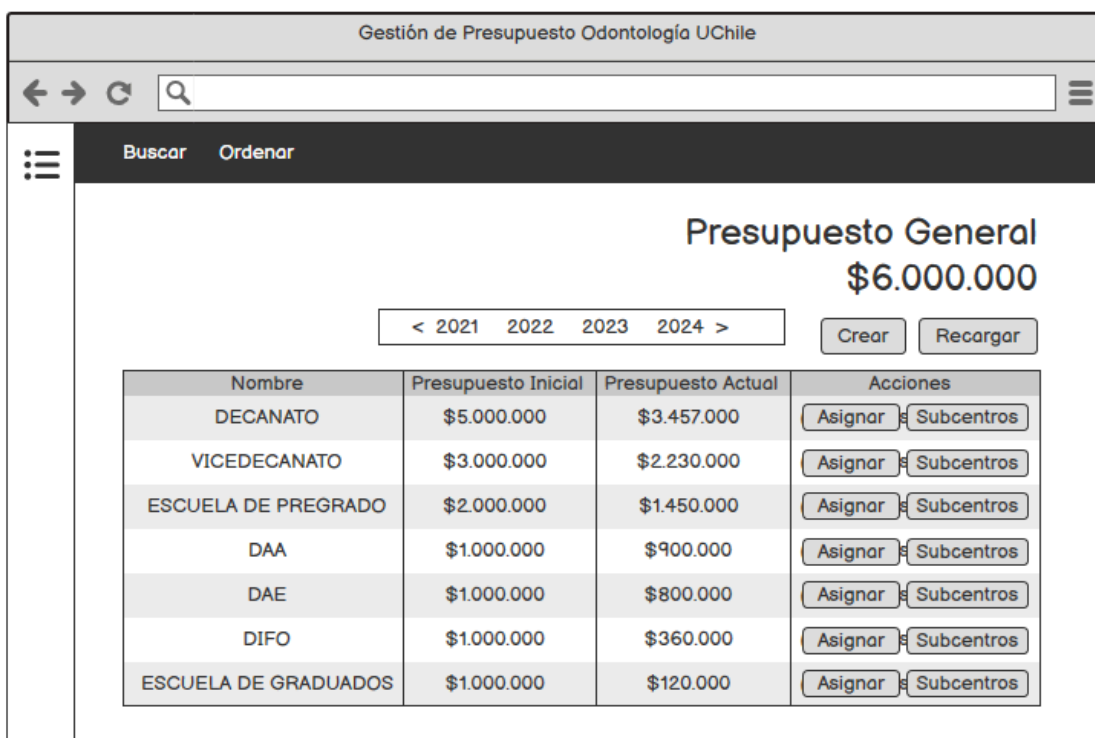 Gestión de Presupuesto Odontología UChile
Buscar Ordenar
Presupuesto General
$6.000.000
< 2021 2022 2023 2024 >
Crear Recargar
Nombre Presupuesto Inicial Presupuesto Actual Acciones
DECANATO $5.000.000 $3.457.000 Asignar Subcentros
VICEDECANATO $3.000.000 $2.230.000 Asignar Subcentros
ESCUELA DE PREGRADO $2.000.000 $1.450.000 Asignar Subcentros
DAA $1.000.000 $900.000 Asignar Subcentros
DAE $1.000.000 $800.000 Asignar Subcentros
DIFO $1.000.000 $360.000 Asignar Subcentros
ESCUELA DE GRADUADOS $1.000.000 $120.000 Asignar Subcentros